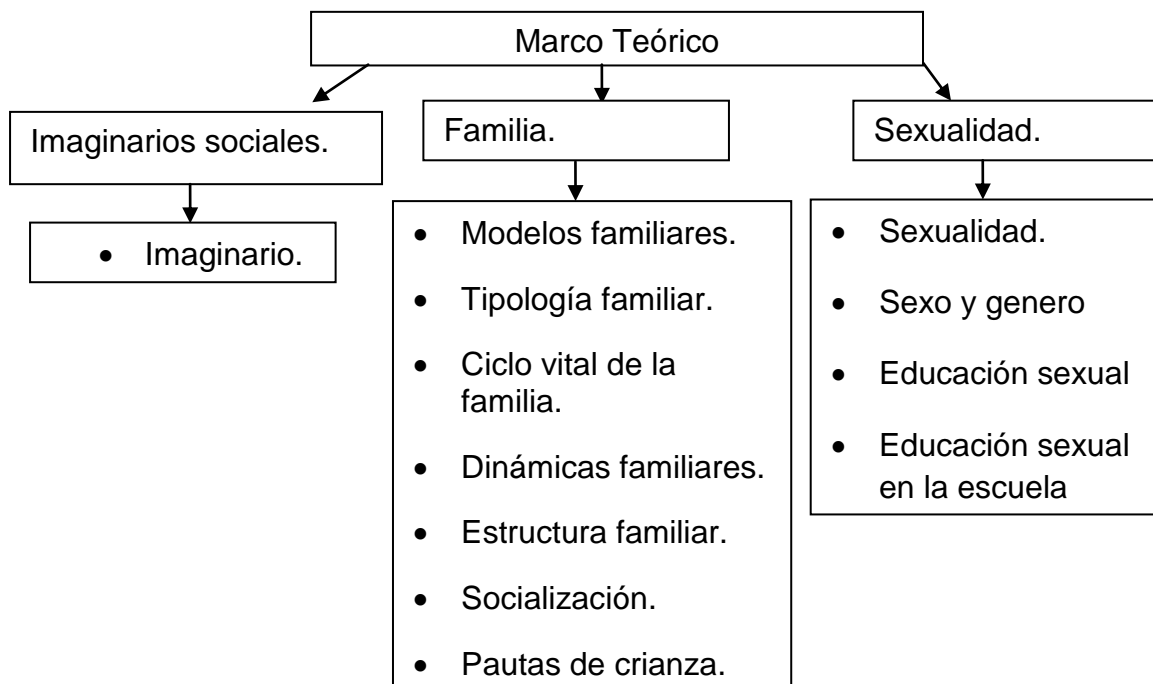 Marco Teórico
Imaginarios sociales.
• Imaginario.
Familia.
• Modelos familiares.
• Tipología familiar.
• Ciclo vital de la
familia.
• Dinámicas familiares.
• Estructura familiar.
• Socialización.
• Pautas de crianza.
Sexualidad.
• Sexualidad.
• Sexo y genero
• Educación sexual
• Educación sexual
en la escuela